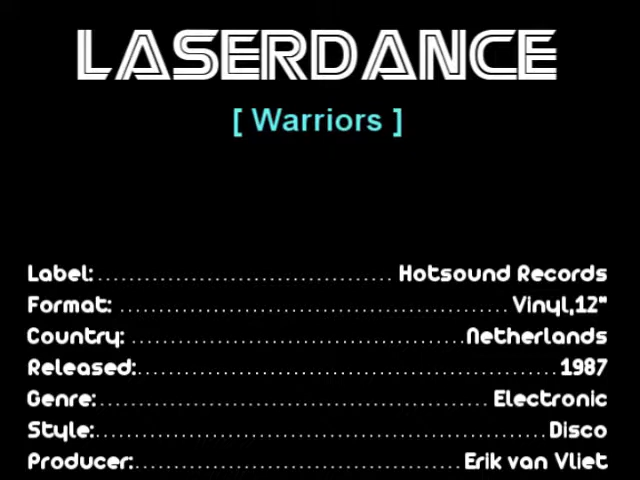 LASERDANCE
[ Warriors ]
Label:.................................... Hotsound Records
Format: ........................................... Vinyl,12"
Country: .....................................Netherlands
Released:..............................................1987
Genre:........................................... Electronic
Style:.................................................Disco
Producer:....................................Erik van Vliet